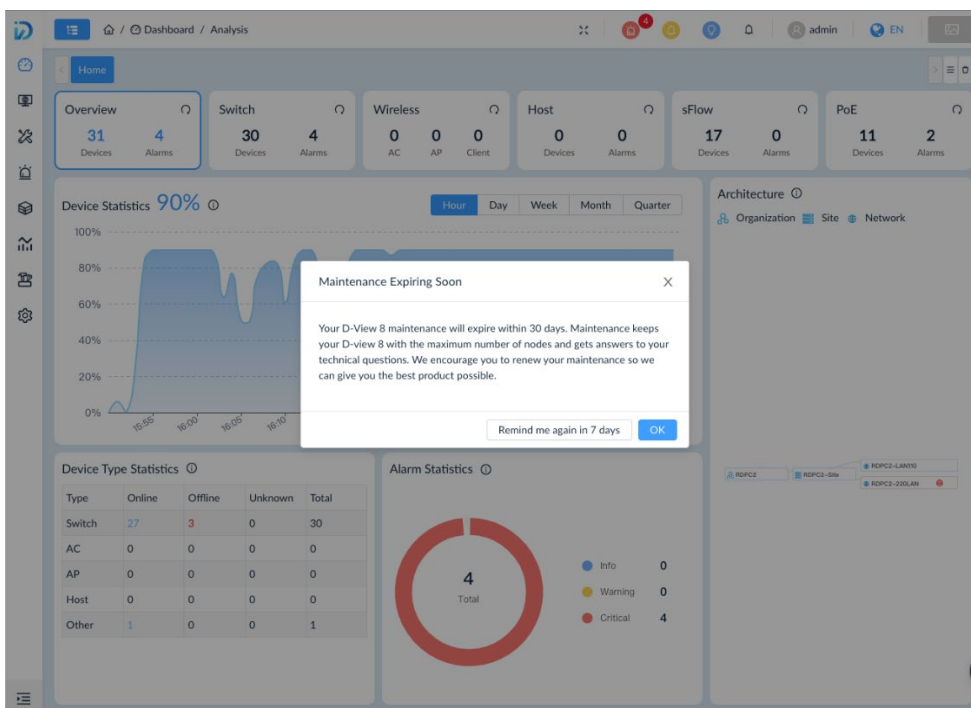 Dashboard / Analysis
4
admin
EN
Home
Overview
31 4
Devices Alarms
Switch
30 4
Devices Alarms
Wireless
0 0 0
AC AP Client
Host
0 0
Devices Alarms
sFlow
17 0
Devices Alarms
PoE
11 2
Devices Alarms
Device Statistics 90%
Hour Day Week Month Quarter
100%
80%
60%
40%
20%
0%
15:55 16:00 16:05 16:10
Architecture
Organization Site Network
RDPC2
RDPC2-Site
RDPC2-LAN110
RDPC2-220LAN
Maintenance Expiring Soon
Your D-View 8 maintenance will expire within 30 days. Maintenance keeps
your D-view 8 with the maximum number of nodes and gets answers to your
technical questions. We encourage you to renew your maintenance so we
can give you the best product possible.
Remind me again in 7 days OK
Device Type Statistics
Type Online Offline Unknown Total
Switch 27 3 0 30
AC 0 0 0 0
AP 0 0 0 0
Host 0 0 0 0
Other 1 0 0 1
Alarm Statistics
4
Total
Info 0
Warning 0
Critical 4